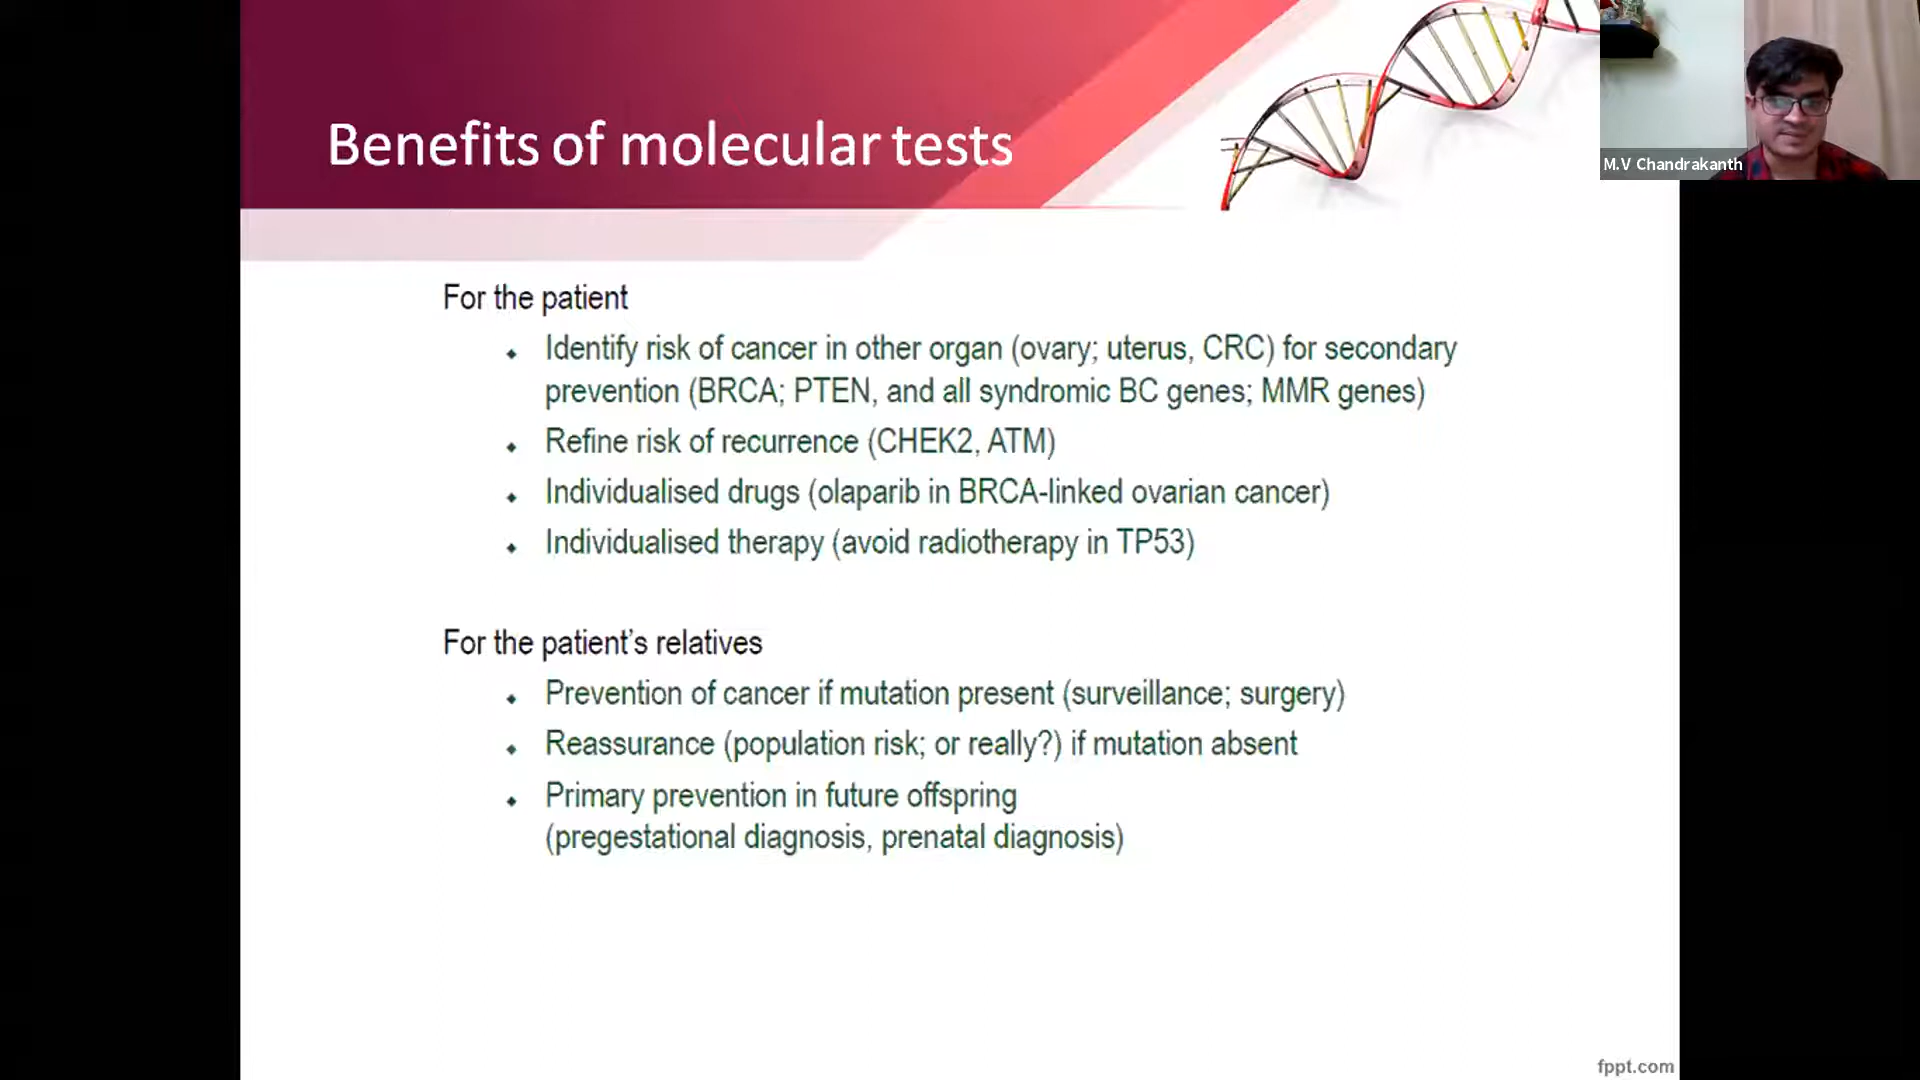 Benefits of molecular tests
M.V Chandrakanth
For the patient
Identify risk of cancer in other organ (ovary; uterus, CRC) for secondary
prevention (BRCA; PTEN, and all syndromic BC genes; MMR genes)
Refine risk of recurrence (CHEK2, ATM)
Individualised drugs (olaparib in BRCA-linked ovarian cancer)
Individualised therapy (avoid radiotherapy in TP53)
For the patient's relatives
Prevention of cancer if mutation present (surveillance; surgery)
Reassurance (population risk; or really?) if mutation absent
Primary prevention in future offspring
(pregestational diagnosis, prenatal diagnosis)
fppt.com